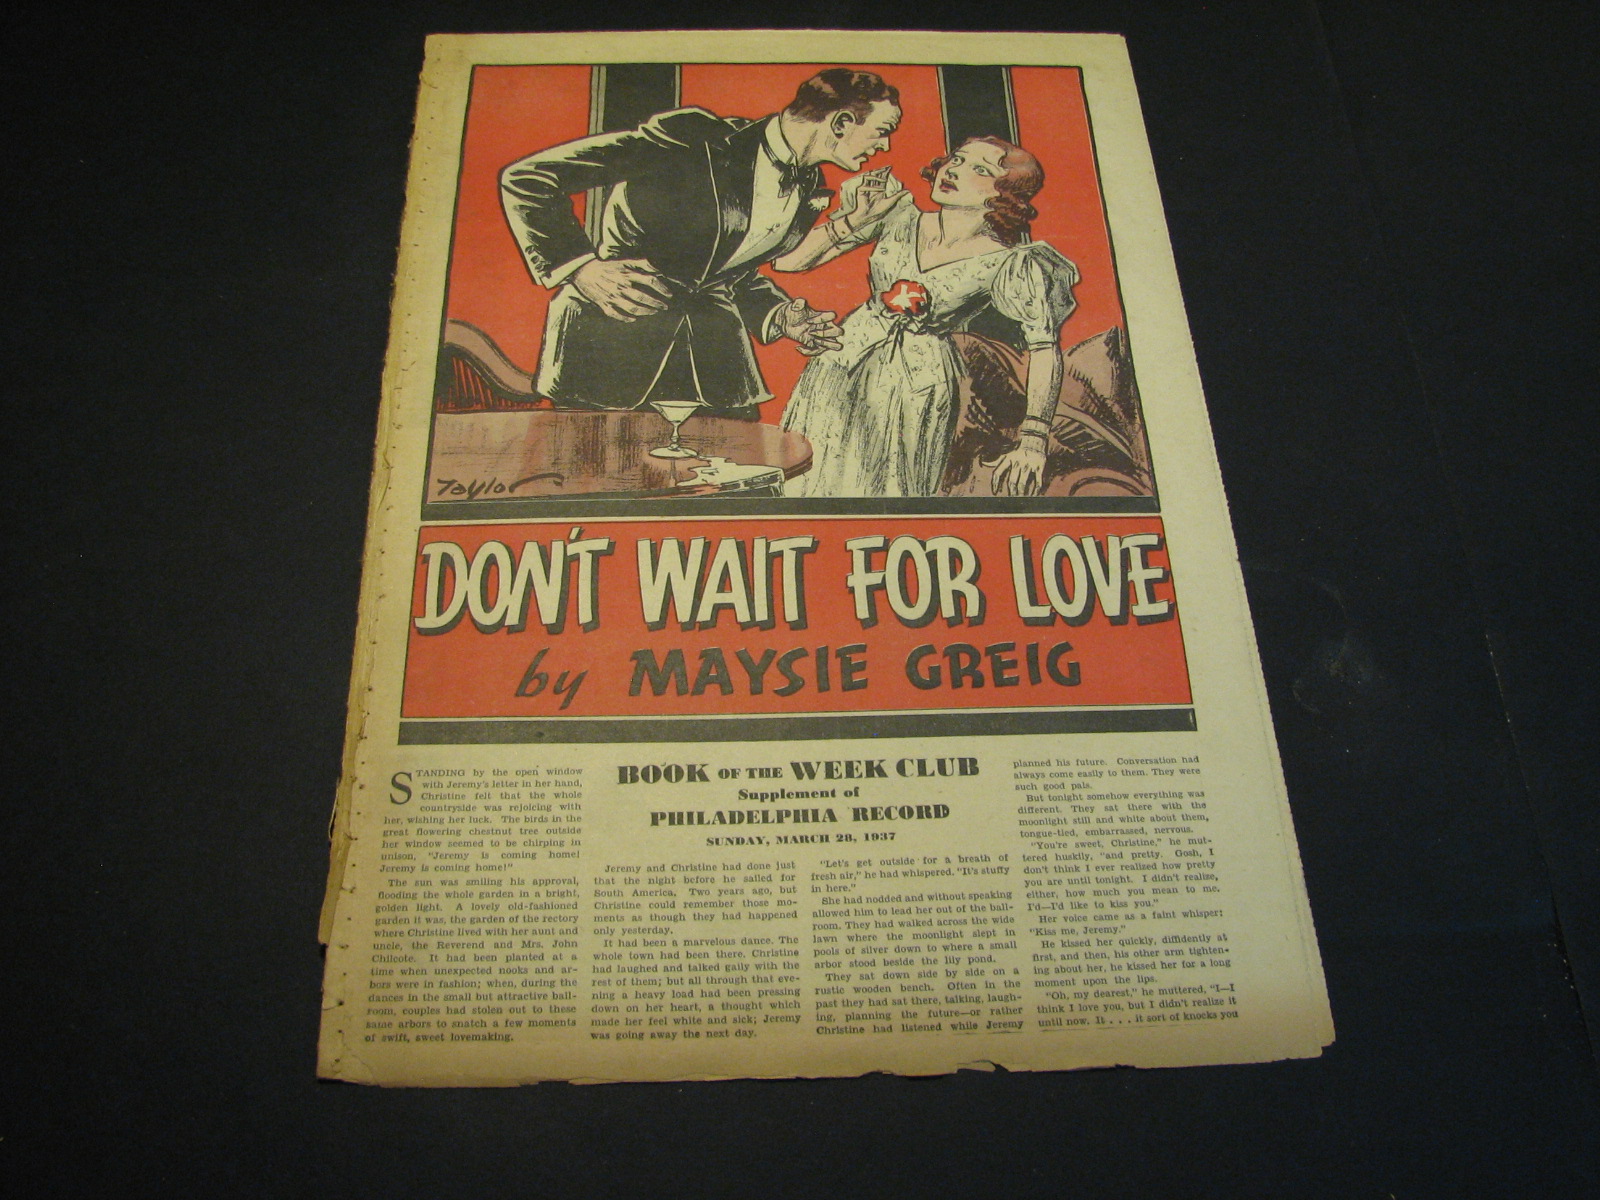 Taylor
DON'T WAIT FOR LOVE
by MAYSIE GREIG
STANDING by the open window
with Jeremy's letter in her hand,
Christine felt that the whole
countryside was rejoicing with
her, wishing her luck. The birds in the
great flowering chestnut tree outside
her window seemed to be chirping in
unison, "Jeremy is coming home!
Jeremy is coming home!"
The sun was smiling his approval,
flooding the whole garden in a bright,
golden light. A lovely old-fashioned
garden it was, the garden of the rectory
where Christine lived with her aunt and
uncle, the Reverend and Mrs. John
Chilcote. It had been planted at a
time when unexpected nooks and ar-
bors were in fashion; when, during the
dances in the small but attractive ball-
room, couples had stolen out to these
same arbors to snatch a few moments
of swift, sweet lovemaking.
BOOK OF THE WEEK CLUB
Supplement of
PHILADELPHIA RECORD
SUNDAY, MARCH 28, 1937
Jeremy and Christine had done just
that the night before he sailed for
South America. Two years ago, but
Christine could remember those mo-
ments as though they had happened
only yesterday.
It had been a marvelous dance. The
whole town had been there. Christine
had laughed and talked gaily with the
rest of them; but all through that eve-
ning a heavy load had been pressing
down on her heart, a thought which
made her feel white and sick; Jeremy
was going away the next day.
"Let's get outside for a breath of
fresh air," he had whispered. "It's stuffy
in here."
She had nodded and without speaking
allowed him to lead her out of the ball-
room. They had walked across the wide
lawn where the moonlight slept in
pools of silver down to where a small
arbor stood beside the lily pond.
They sat down side by side on a
rustic wooden bench. Often in the
past they had sat there, talking, laugh-
ing, planning the future—or rather
Christine had listened while Jeremy
planned his future. Conversation had
always come easily to them. They were
such good pals.
But tonight somehow everything was
different. They sat there with the
moonlight still and white about them,
tongue-tied, embarrassed, nervous.
"You're sweet, Christine," he mut-
tered huskily, "and pretty. Gosh, I
don't think I ever realized how pretty
you are until tonight. I didn't realize,
either, how much you mean to me.
I'd—I'd like to kiss you."
Her voice came as a faint whisper:
"Kiss me, Jeremy."
He kissed her quickly, diffidently at
first, and then, his other arm tighten-
ing about her, he kissed her for a long
moment upon the lips.
"Oh, my dearest," he muttered, "I—I
think I love you, but I didn't realize it
until now. It . . . it sort of knocks you